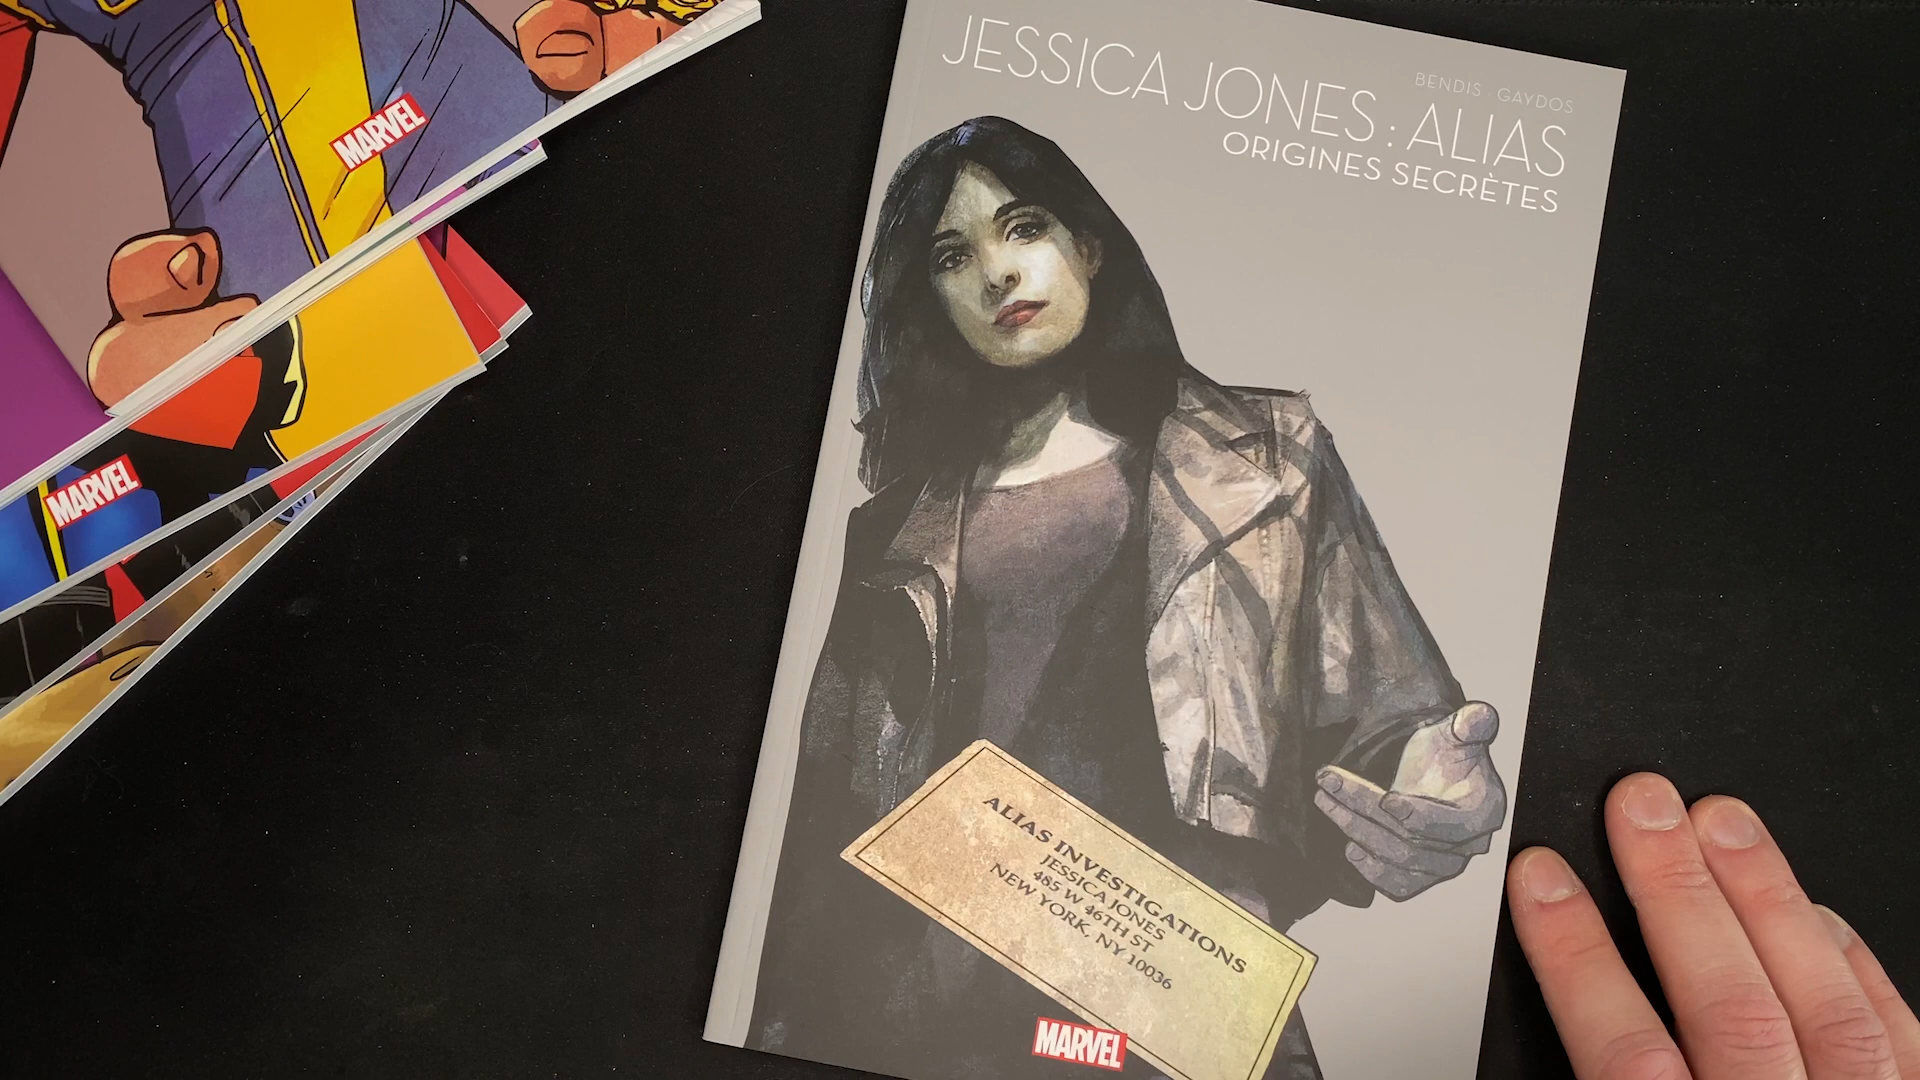 MARVEL
MARVEL
BENDIS GAYDOS
JESSICA JONES: ALIAS
ORIGINES SECRÈTES
ALIAS INVESTIGATIONS
JESSICA JONES
485 W 46TH ST
NEW YORK, NY 10036
MARVEL